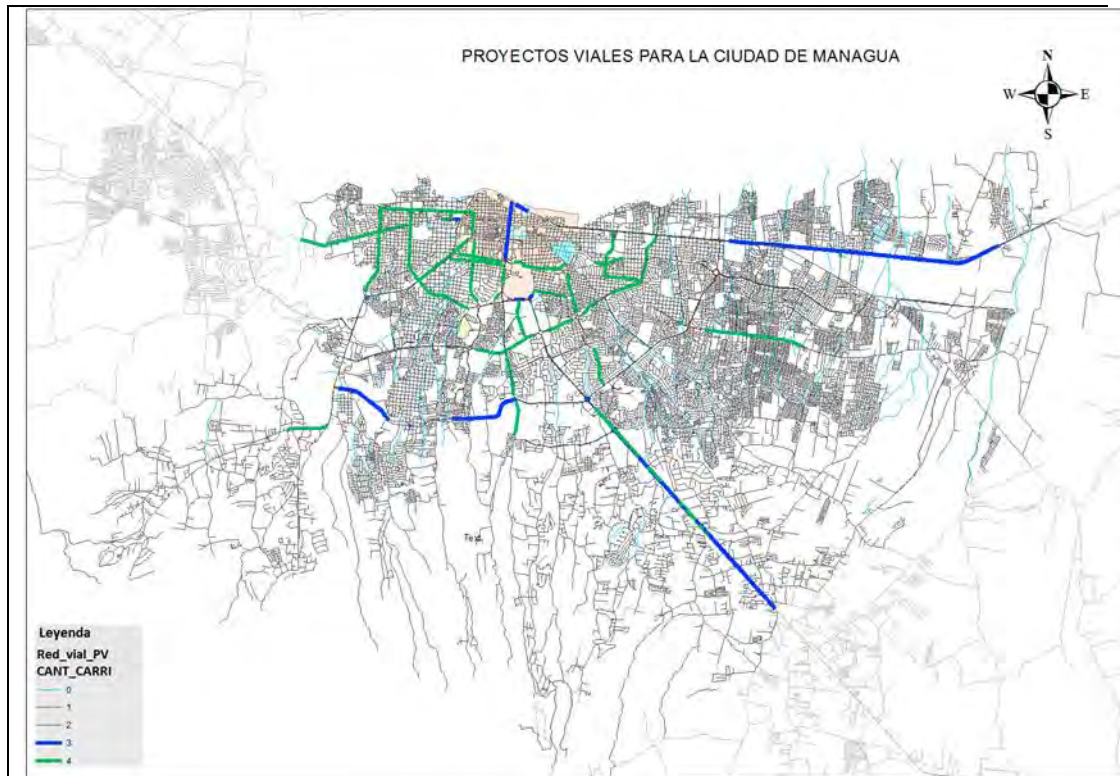 PROYECTOS VIALES PARA LA CIUDAD DE MANAGUA
N
W
E
S
Leyenda
Red_vial_PV
CANT_CARRI
0
1
2
3
4